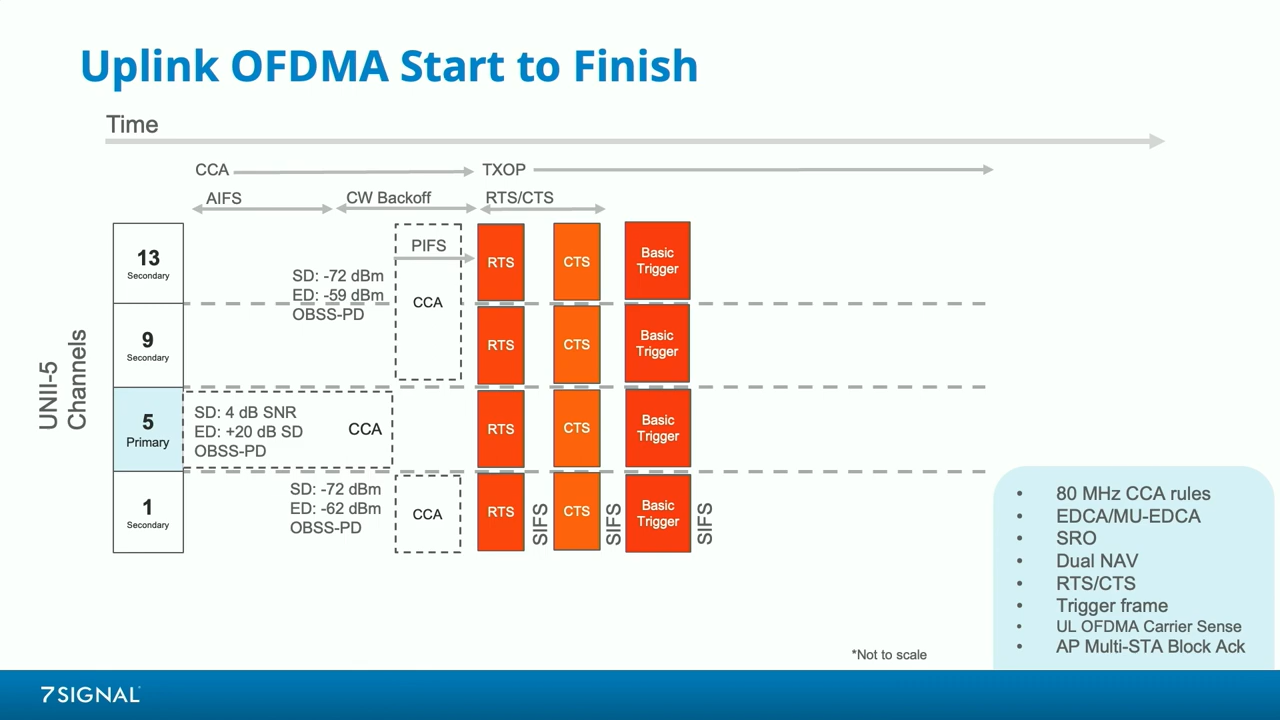 Uplink OFDMA Start to Finish
Time
CCA
TXOP
AIFS
CW Backoff
RTS/CTS
UNII-5
Channels
13
Secondary
SD: -72 dBm
ED: -59 dBm
OBSS-PD
PIFS
CCA
RTS
CTS
Basic
Trigger
9
Secondary
RTS
CTS
Basic
Trigger
5
Primary
SD: 4 dB SNR
ED: +20 dB SD
OBSS-PD
CCA
RTS
CTS
Basic
Trigger
1
Secondary
SD: -72 dBm
ED: -62 dBm
OBSS-PD
CCA
RTS
SIFS
CTS
SIFS
Basic
Trigger
SIFS
• 80 MHz CCA rules
• EDCA/MU-EDCA
• SRO
• Dual NAV
• RTS/CTS
• Trigger frame
• UL OFDMA Carrier Sense
• AP Multi-STA Block Ack
*Not to scale
7SIGNAL